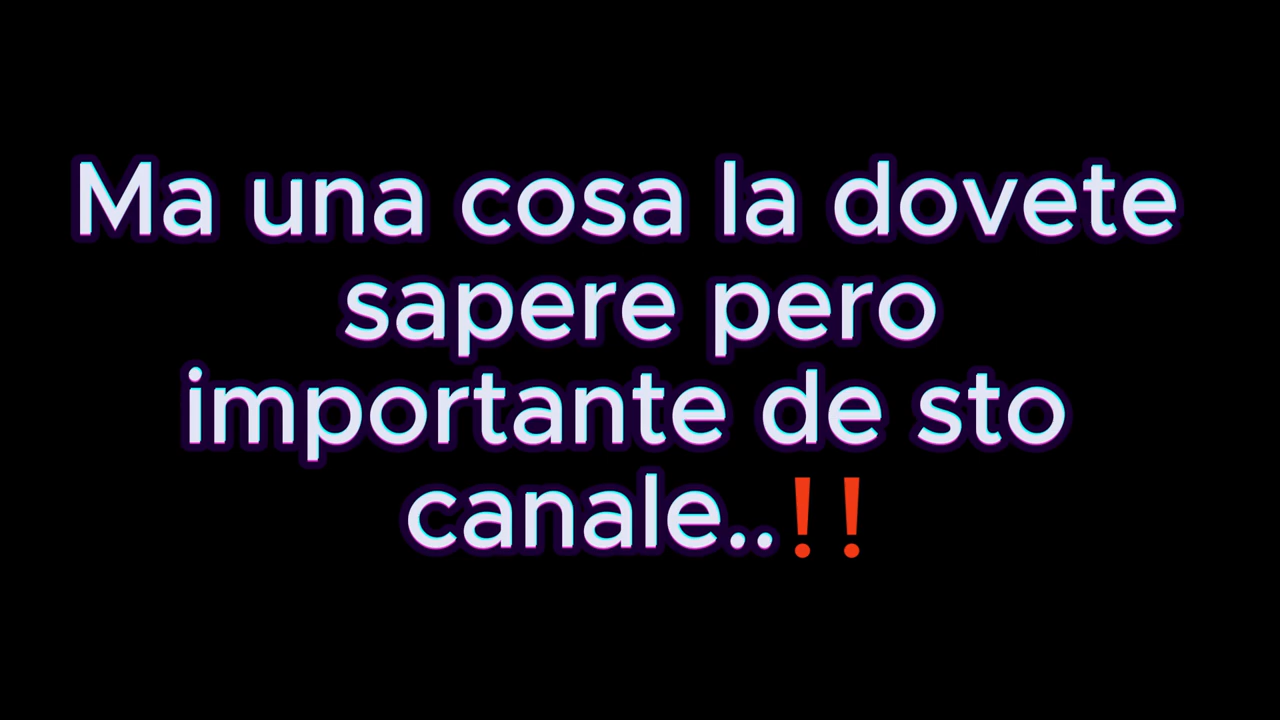 Ma una cosa la dovete
sapere pero
importante de sto
canale..‼️